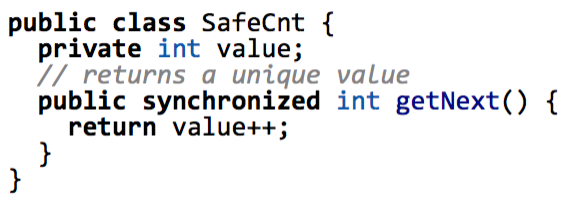 public class SafeCnt {
  private int value;
  // returns a unique value
  public synchronized int getNext() {
    return value++;
  }
}